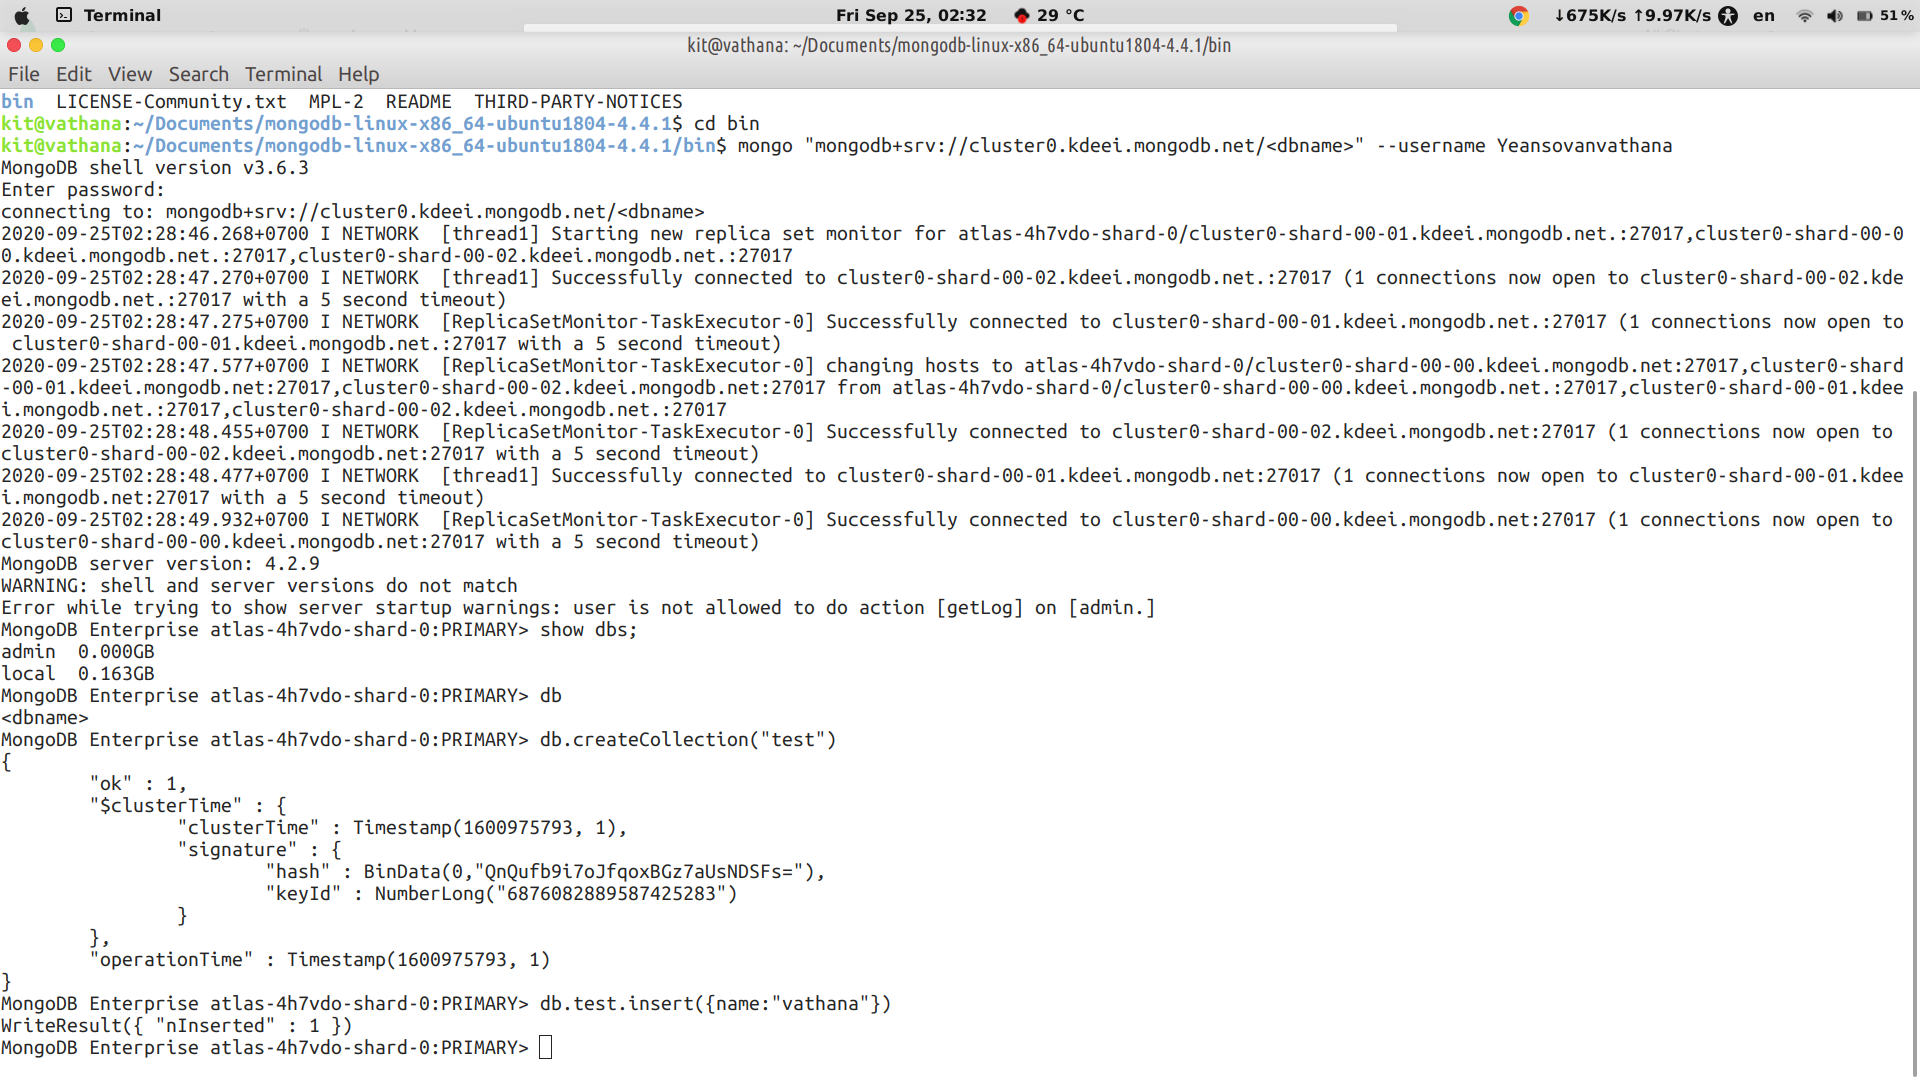 Terminal
Fri Sep 25, 02:32
29 °C
↓675K/s ↑9.97K/s
en
51%
kit@vathana: ~/Documents/mongodb-linux-x86_64-ubuntu1804-4.4.1/bin
File Edit View Search Terminal Help
bin  LICENSE-Community.txt  MPL-2  README  THIRD-PARTY-NOTICES
kit@vathana:~/Documents/mongodb-linux-x86_64-ubuntu1804-4.4.1$ cd bin
kit@vathana:~/Documents/mongodb-linux-x86_64-ubuntu1804-4.4.1/bin$ mongo "mongodb+srv://cluster0.kdeei.mongodb.net/<dbname>" --username Yeansovanvathana
MongoDB shell version v3.6.3
Enter password:
connecting to: mongodb+srv://cluster0.kdeei.mongodb.net/<dbname>
2020-09-25T02:28:46.268+0700 I NETWORK  [thread1] Starting new replica set monitor for atlas-4h7vdo-shard-0/cluster0-shard-00-01.kdeei.mongodb.net.:27017,cluster0-shard-00-0
0.kdeei.mongodb.net.:27017,cluster0-shard-00-02.kdeei.mongodb.net.:27017
2020-09-25T02:28:47.270+0700 I NETWORK  [thread1] Successfully connected to cluster0-shard-00-02.kdeei.mongodb.net.:27017 (1 connections now open to cluster0-shard-00-02.kde
ei.mongodb.net.:27017 with a 5 second timeout)
2020-09-25T02:28:47.275+0700 I NETWORK  [ReplicaSetMonitor-TaskExecutor-0] Successfully connected to cluster0-shard-00-01.kdeei.mongodb.net.:27017 (1 connections now open to
 cluster0-shard-00-01.kdeei.mongodb.net.:27017 with a 5 second timeout)
2020-09-25T02:28:47.577+0700 I NETWORK  [ReplicaSetMonitor-TaskExecutor-0] changing hosts to atlas-4h7vdo-shard-0/cluster0-shard-00-00.kdeei.mongodb.net:27017,cluster0-shard
-00-01.kdeei.mongodb.net:27017,cluster0-shard-00-02.kdeei.mongodb.net:27017 from atlas-4h7vdo-shard-0/cluster0-shard-00-00.kdeei.mongodb.net.:27017,cluster0-shard-00-01.kdee
i.mongodb.net.:27017,cluster0-shard-00-02.kdeei.mongodb.net.:27017
2020-09-25T02:28:48.455+0700 I NETWORK  [ReplicaSetMonitor-TaskExecutor-0] Successfully connected to cluster0-shard-00-02.kdeei.mongodb.net:27017 (1 connections now open to
cluster0-shard-00-02.kdeei.mongodb.net:27017 with a 5 second timeout)
2020-09-25T02:28:48.477+0700 I NETWORK  [thread1] Successfully connected to cluster0-shard-00-01.kdeei.mongodb.net:27017 (1 connections now open to cluster0-shard-00-01.kdee
i.mongodb.net:27017 with a 5 second timeout)
2020-09-25T02:28:49.932+0700 I NETWORK  [ReplicaSetMonitor-TaskExecutor-0] Successfully connected to cluster0-shard-00-00.kdeei.mongodb.net:27017 (1 connections now open to
cluster0-shard-00-00.kdeei.mongodb.net:27017 with a 5 second timeout)
MongoDB server version: 4.2.9
WARNING: shell and server versions do not match
Error while trying to show server startup warnings: user is not allowed to do action [getLog] on [admin.]
MongoDB Enterprise atlas-4h7vdo-shard-0:PRIMARY> show dbs;
admin  0.000GB
local  0.163GB
MongoDB Enterprise atlas-4h7vdo-shard-0:PRIMARY> db
<dbname>
MongoDB Enterprise atlas-4h7vdo-shard-0:PRIMARY> db.createCollection("test")
{
        "ok" : 1,
        "$clusterTime" : {
                "clusterTime" : Timestamp(1600975793, 1),
                "signature" : {
                        "hash" : BinData(0,"QnQufb9i7oJfqoxBGz7aUsNDSFs="),
                        "keyId" : NumberLong("6876082889587425283")
                }
        },
        "operationTime" : Timestamp(1600975793, 1)
}
MongoDB Enterprise atlas-4h7vdo-shard-0:PRIMARY> db.test.insert({name:"vathana"})
WriteResult({ "nInserted" : 1 })
MongoDB Enterprise atlas-4h7vdo-shard-0:PRIMARY>